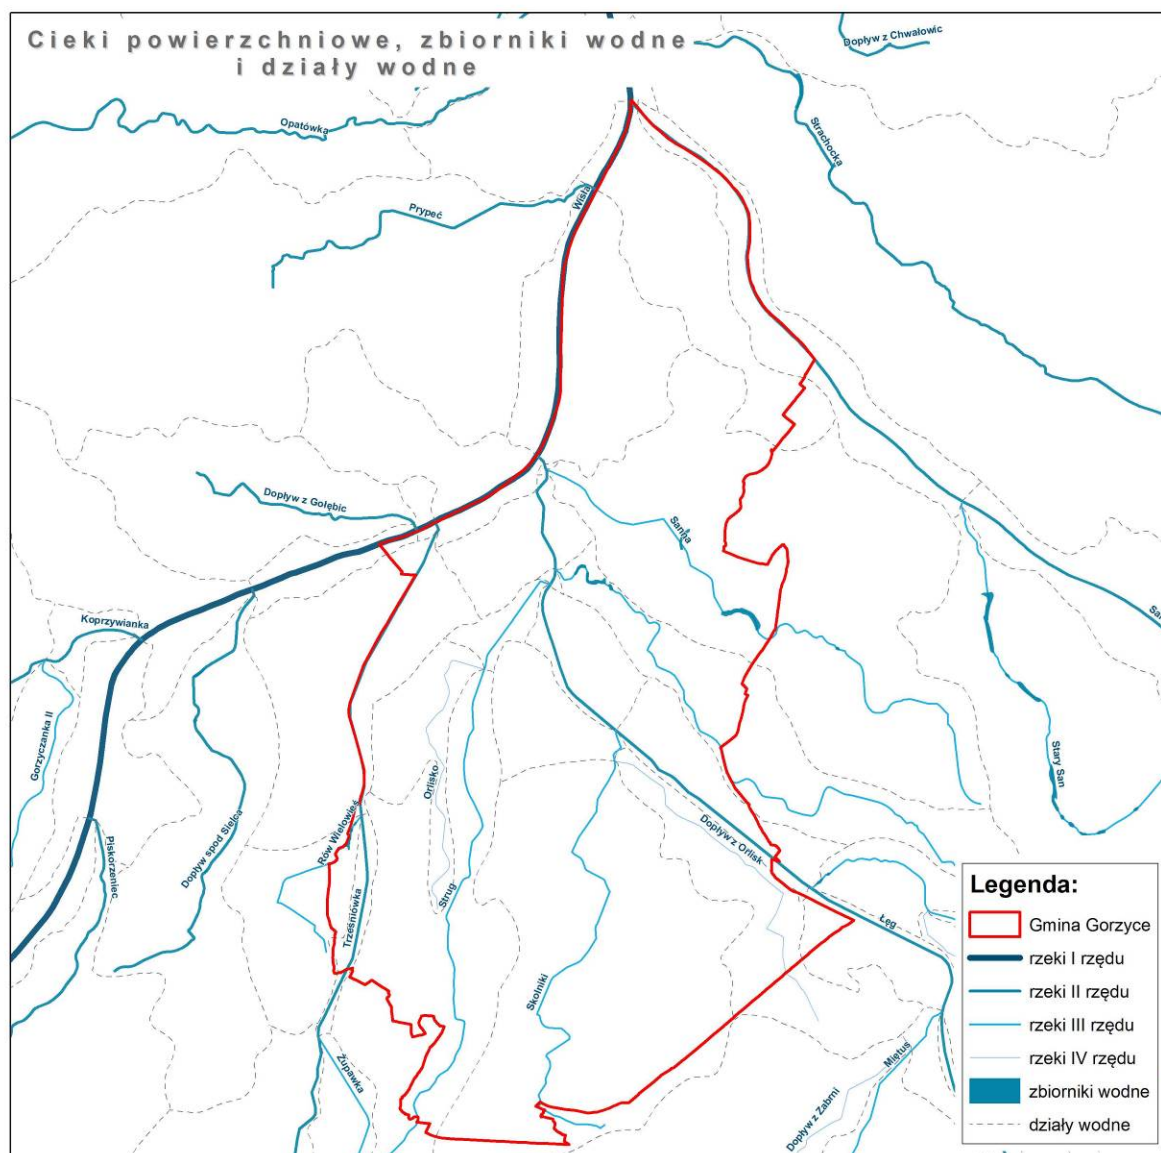 Cieki powierzchniowe, zbiorniki wodne
i działy wodne
Dopływ z Chwałowic
Opatówka
Strachocka
Wisła
Prypeć
Dopływ z Gołębic
Sanna
Koprzywianka
Gorzyczanka II
Stary San
Orlisko
Dopływ spod Sielca
Rów Wielowieś
Dopływ z Orlisk
Piskorzeniec
Strug
Trześniówka
Łęg
Skolniki
Żupawka
Miętus
Dopływ z Żabrni
Legenda:
Gmina Gorzyce
rzeki I rzędu
rzeki II rzędu
rzeki III rzędu
rzeki IV rzędu
zbiorniki wodne
działy wodne